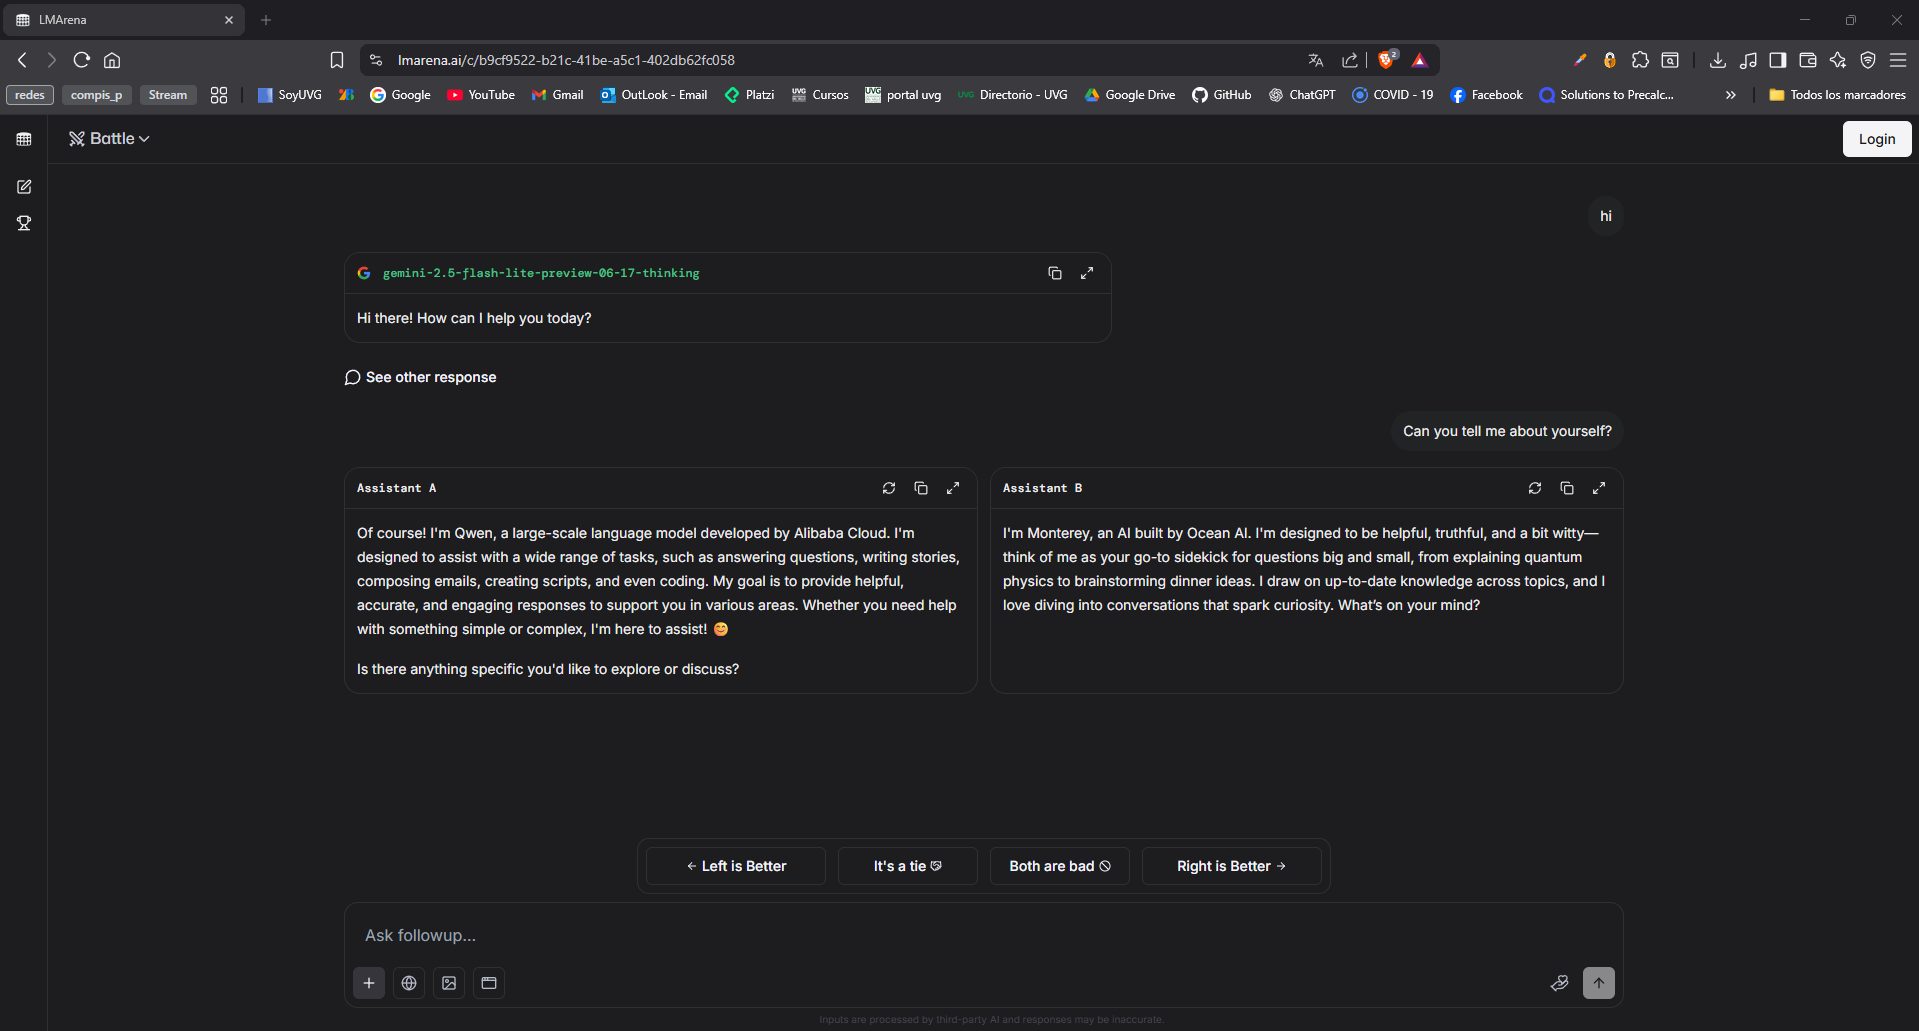 LMArena
lmarena.ai/c/b9cf9522-b21c-41be-a5c1-402db62fc058
2
redes
compis_p
Stream
SoyUVG
Google
YouTube
Gmail
OutLook - Email
Platzi
UVG
Cursos
UVG
portal uvg
UVG
Directorio - UVG
Google Drive
GitHub
ChatGPT
COVID - 19
Facebook
Solutions to Precalc...
Todos los marcadores
Battle
Login
hi
gemini-2.5-flash-lite-preview-06-17-thinking
Hi there! How can I help you today?
See other response
Can you tell me about yourself?
Assistant A
Of course! I'm Qwen, a large-scale language model developed by Alibaba Cloud. I'm
designed to assist with a wide range of tasks, such as answering questions, writing stories,
composing emails, creating scripts, and even coding. My goal is to provide helpful,
accurate, and engaging responses to support you in various areas. Whether you need help
with something simple or complex, I'm here to assist! 😊
Is there anything specific you'd like to explore or discuss?
Assistant B
I'm Monterey, an AI built by Ocean AI. I'm designed to be helpful, truthful, and a bit witty—
think of me as your go-to sidekick for questions big and small, from explaining quantum
physics to brainstorming dinner ideas. I draw on up-to-date knowledge across topics, and I
love diving into conversations that spark curiosity. What's on your mind?
← Left is Better
It's a tie
Both are bad
Right is Better →
Ask followup...
Inputs are processed by third-party AI and responses may be inaccurate.